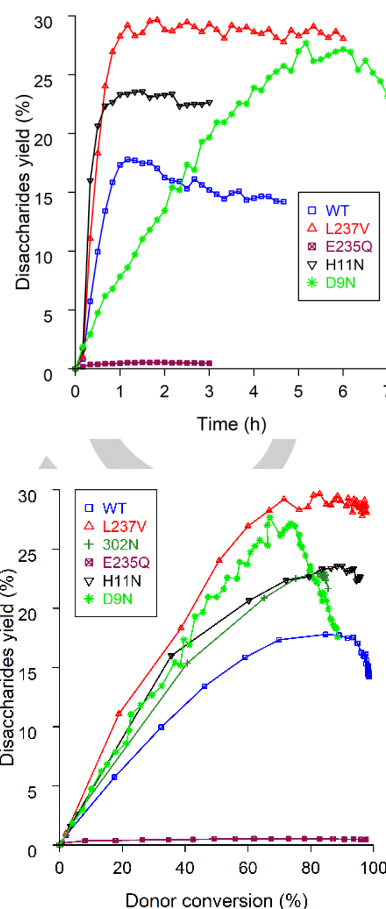 30
25
20
15
10
5
0
Disaccharides yield (%)
WT
L237V
E235Q
H11N
D9N
0 1 2 3 4 5 6 7
Time (h)
30
25
20
15
10
5
0
Disaccharides yield (%)
WT
L237V
302N
E235Q
H11N
D9N
0 20 40 60 80 100
Donor conversion (%)